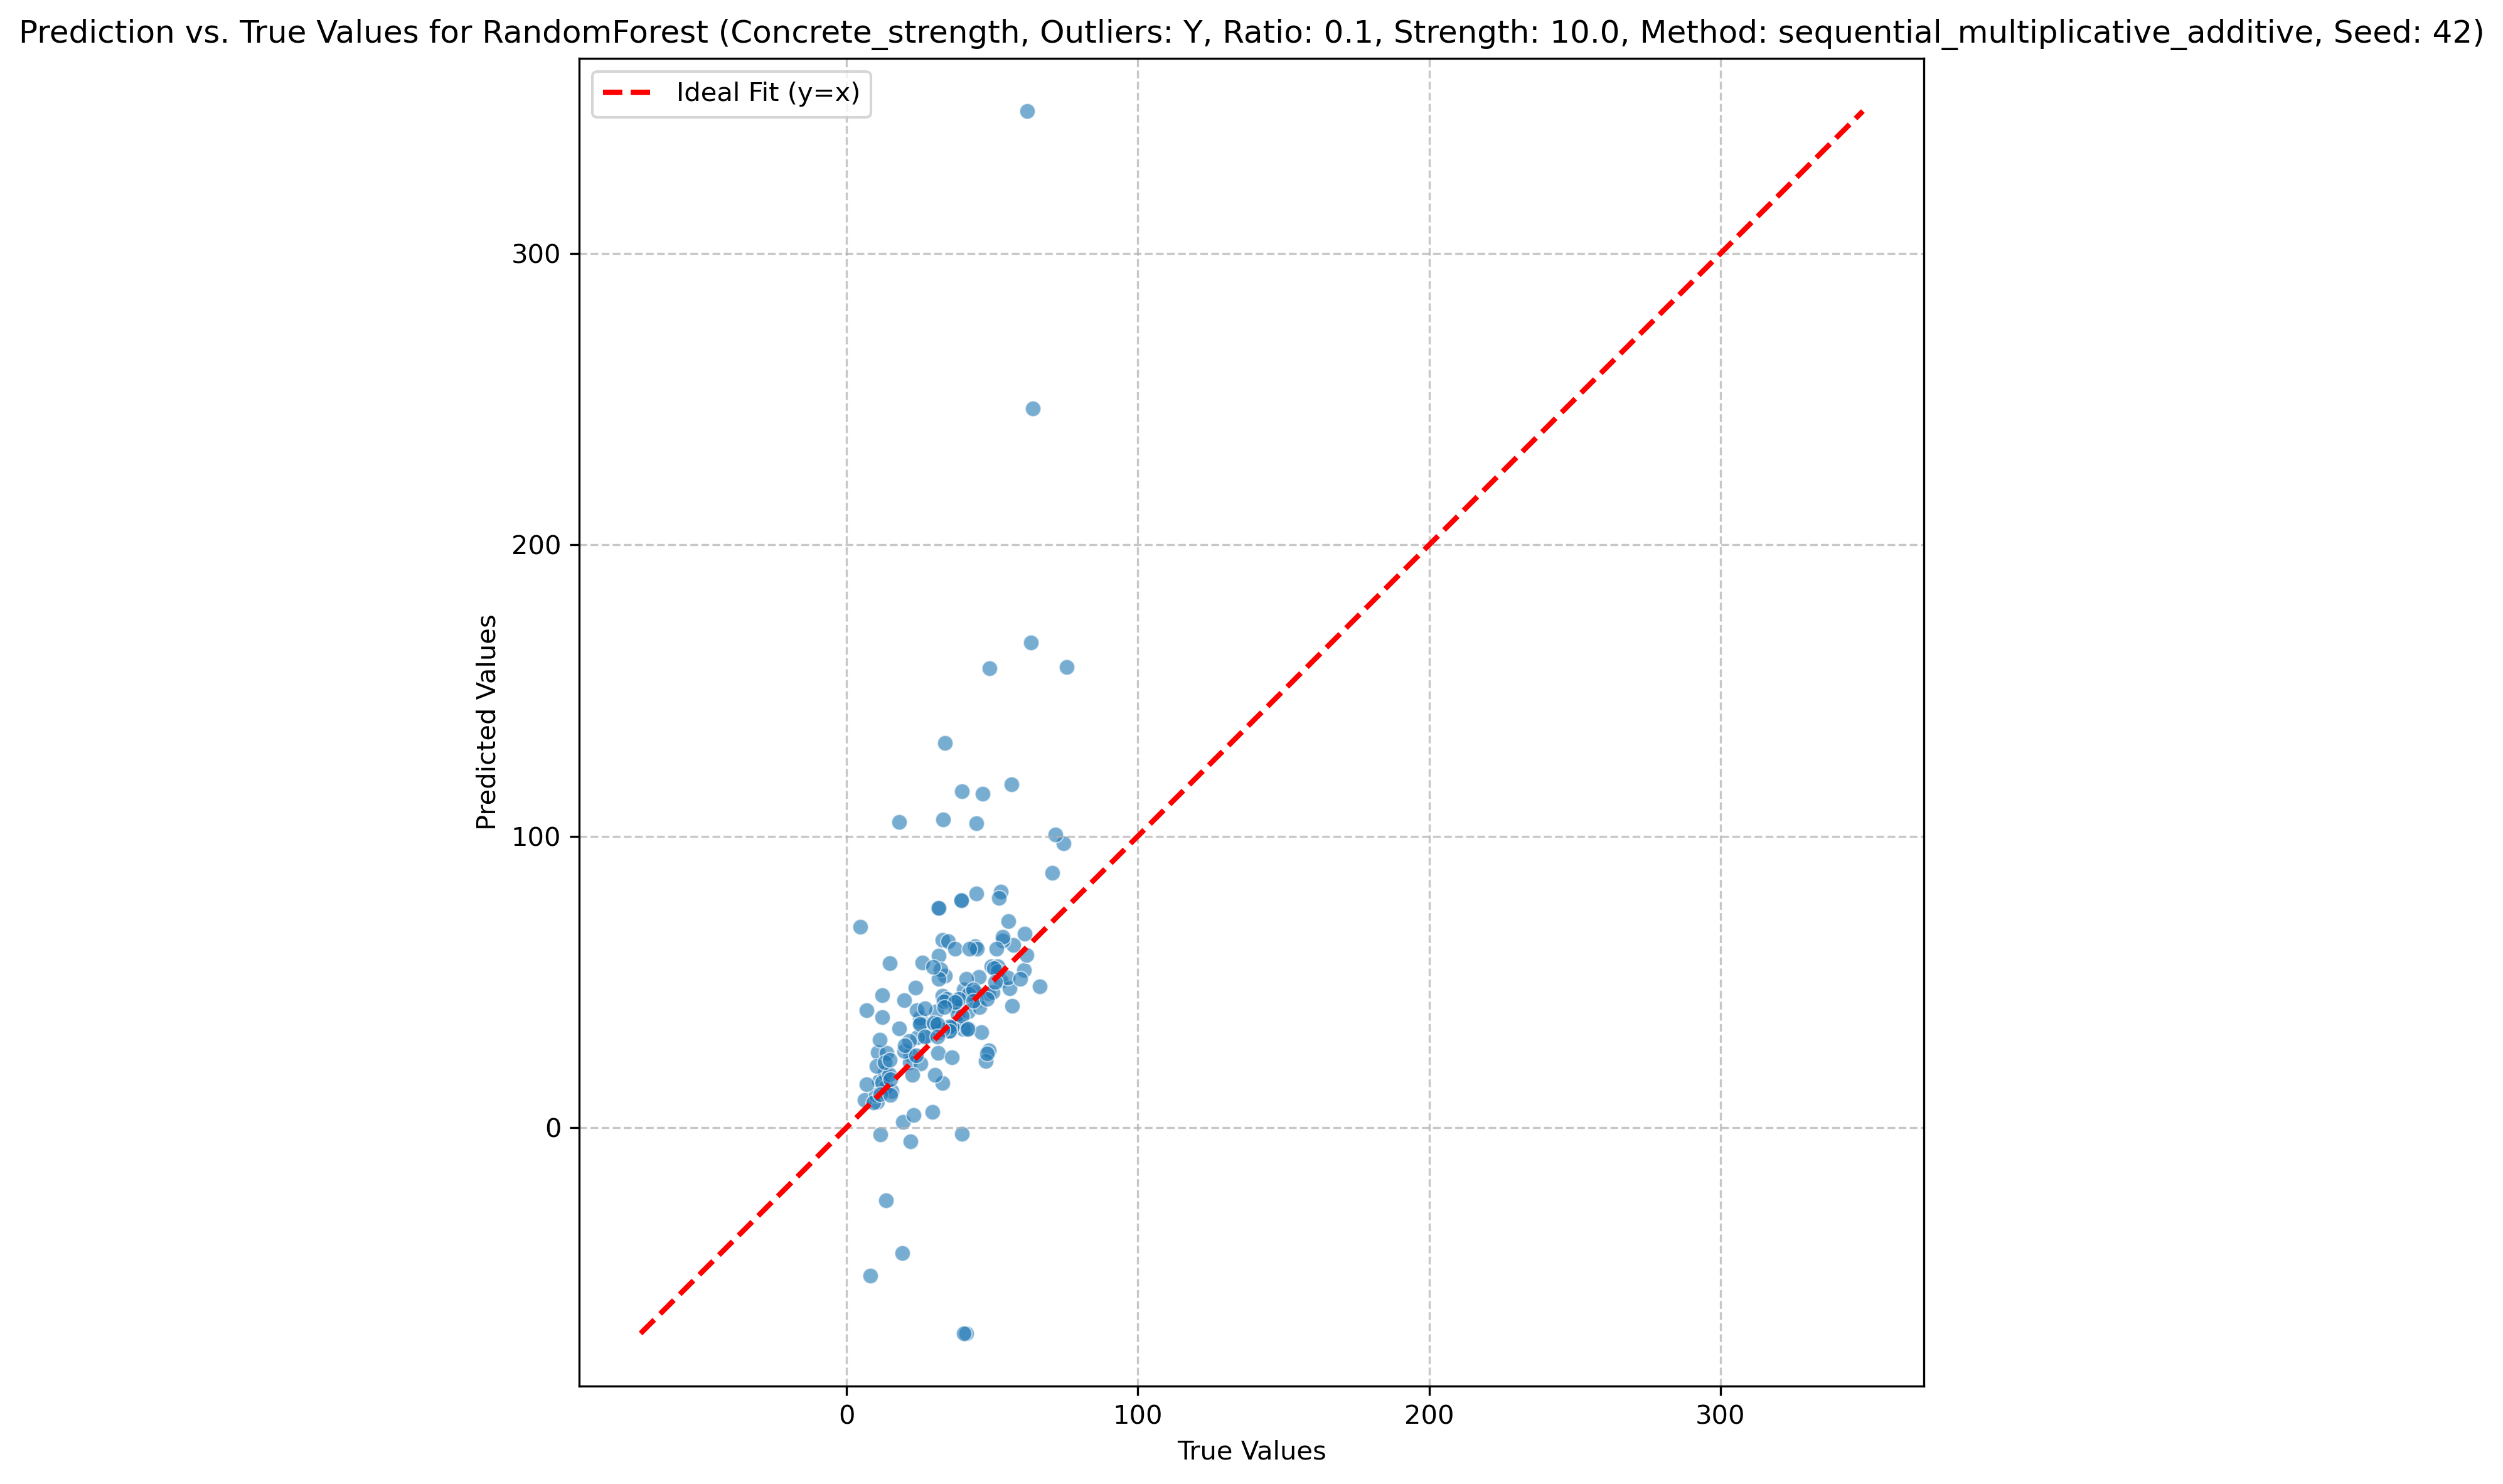 Prediction vs. True Values for RandomForest (Concrete_strength, Outliers: Y, Ratio: 0.1, Strength: 10.0, Method: sequential_multiplicative_additive, Seed: 42)
Ideal Fit (y=x)
300
200
100
0
Predicted Values
0 100 200 300
True Values